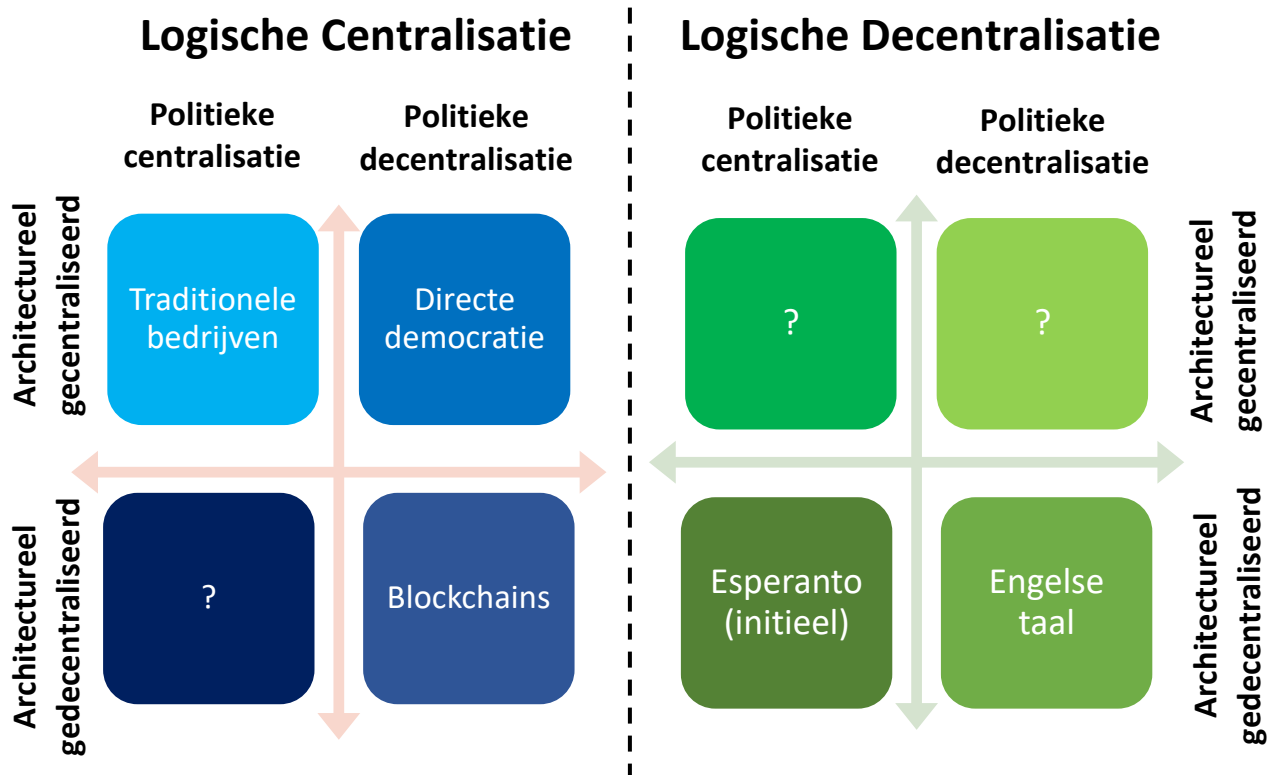 Logische Centralisatie
Logische Decentralisatie
Politieke
centralisatie
Politieke
decentralisatie
Politieke
centralisatie
Politieke
decentralisatie
Architectureel
gecentraliseerd
Traditionele
bedrijven
Directe
democratie
?
?
Architectureel
gecentraliseerd
Architectureel
gedecentraliseerd
?
Blockchains
Esperanto
(initieel)
Engelse
taal
Architectureel
gedecentraliseerd